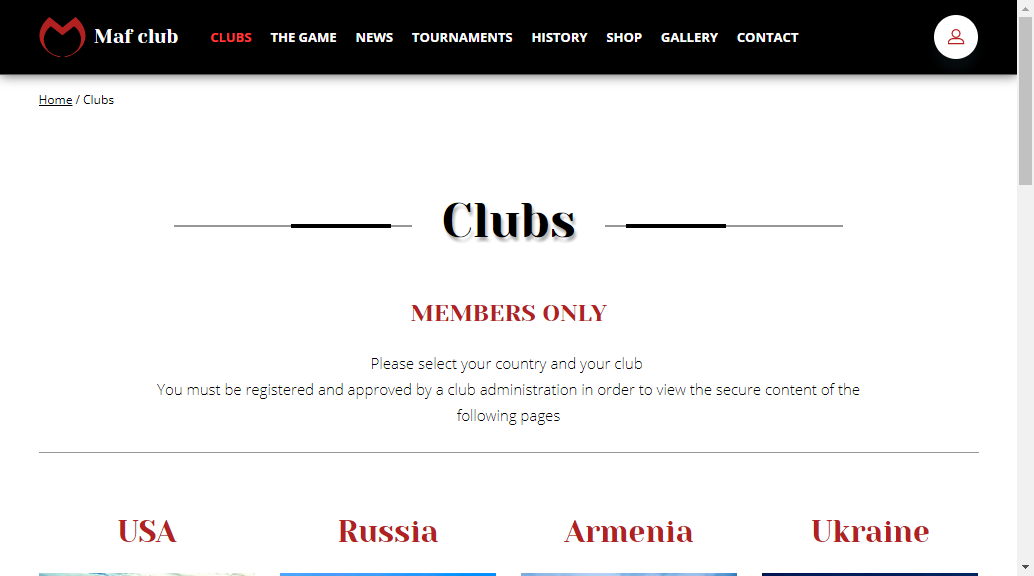 Maf club
CLUBS THE GAME NEWS TOURNAMENTS HISTORY SHOP GALLERY CONTACT
Home / Clubs
Clubs
MEMBERS ONLY
Please select your country and your club
You must be registered and approved by a club administration in order to view the secure content of the
following pages
USA Russia Armenia Ukraine